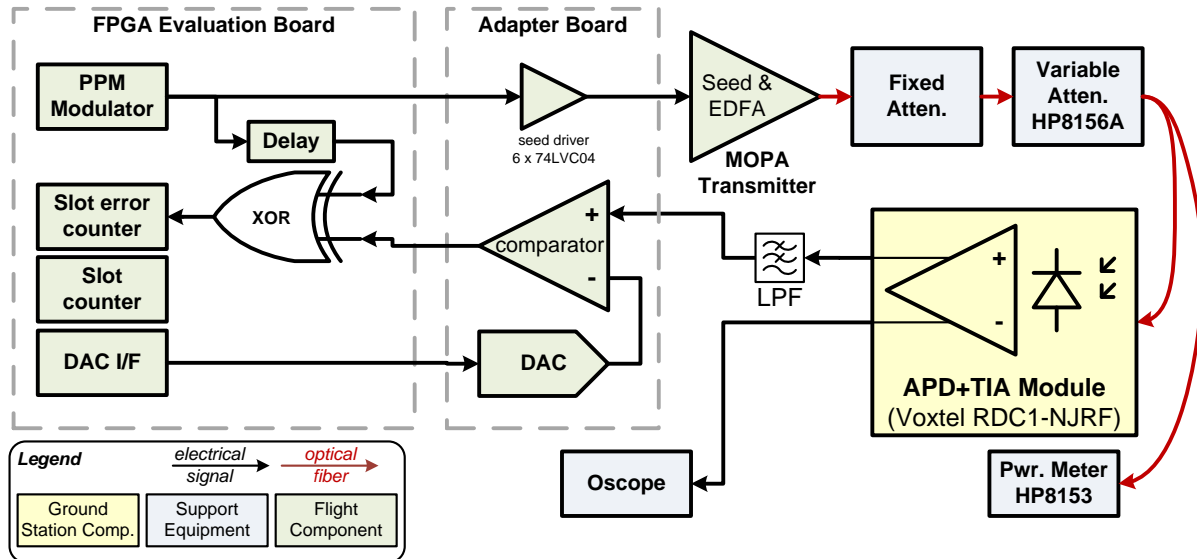 FPGA Evaluation Board
Adapter Board
PPM
Modulator
Delay
XOR
Slot error
counter
Slot
counter
DAC I/F
seed driver
6 x 74LVC04
+
comparator
-
DAC
Seed &
EDFA
MOPA
Transmitter
Fixed
Atten.
Variable
Atten.
HP8156A
LPF
+
-
APD+TIA Module
(Voxtel RDC1-NJRF)
Oscope
Pwr. Meter
HP8153
Legend
electrical
signal
optical
fiber
Ground
Station Comp.
Support
Equipment
Flight
Component